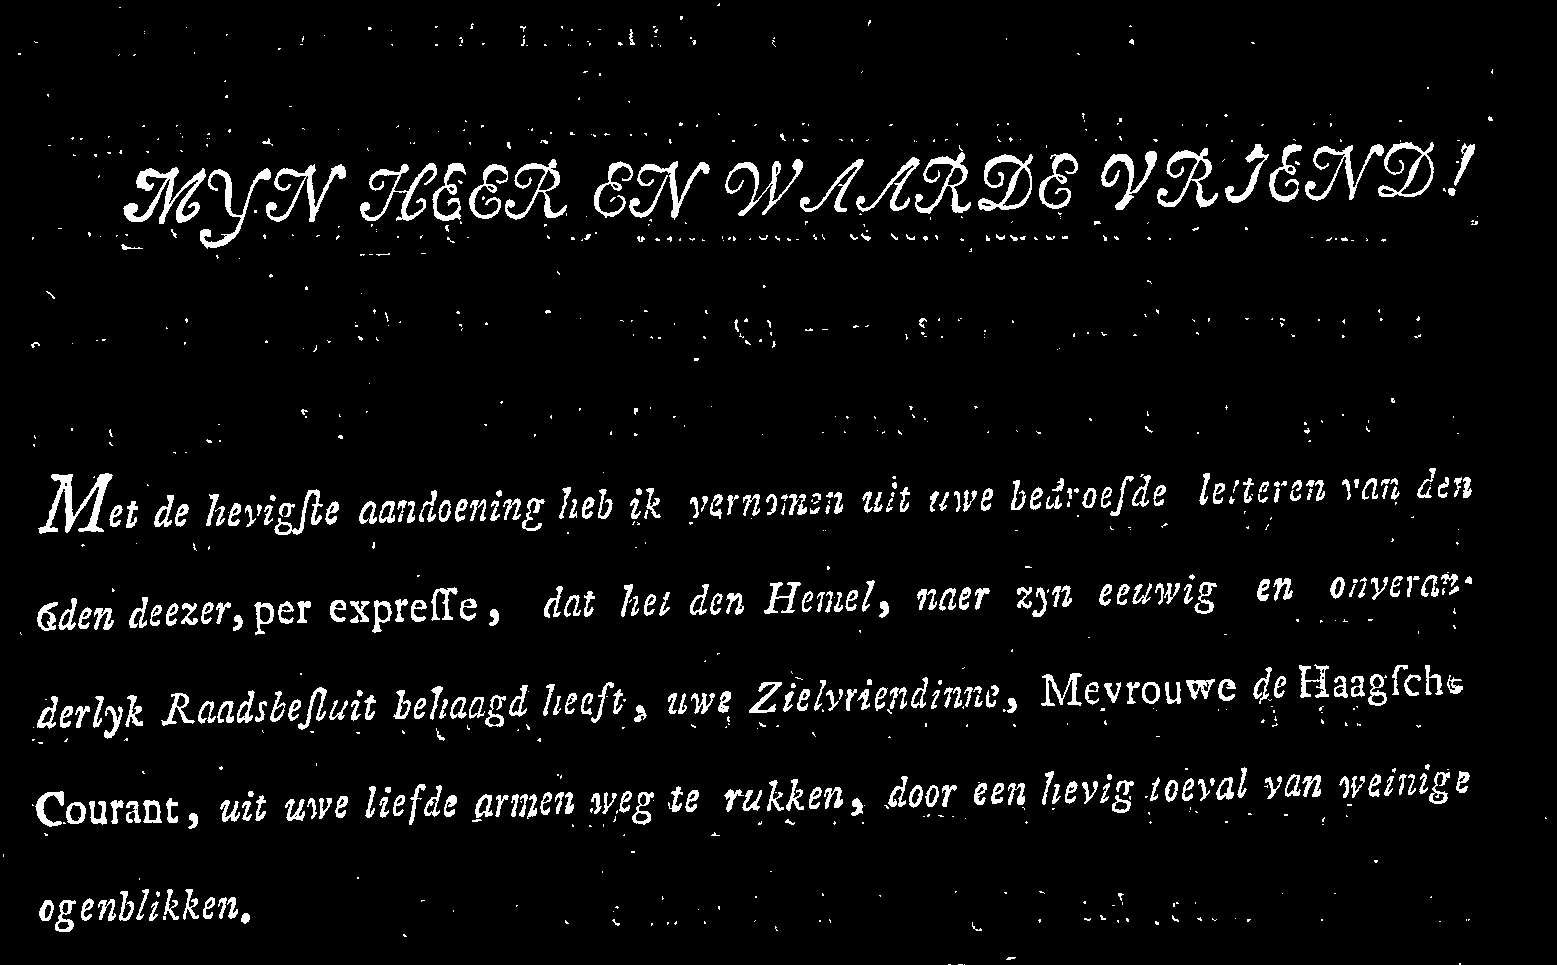 MYN HEER EN WAARDE VRIEND!
Met de hevigſte aandoening heb ik vernomen uit uwe bedroefde letteren van den
6den deezer, per expreſſe, dat het den Hemel, naer zyn eeuwig en onveran-
derlyk Raadsbeſluit behaagd heeft, uwe Zielvriendinne, Mevrouwe de Haagſche
Courant, uit uwe liefde armen weg te rukken, door een hevig toeval van weinige
ogenblikken.